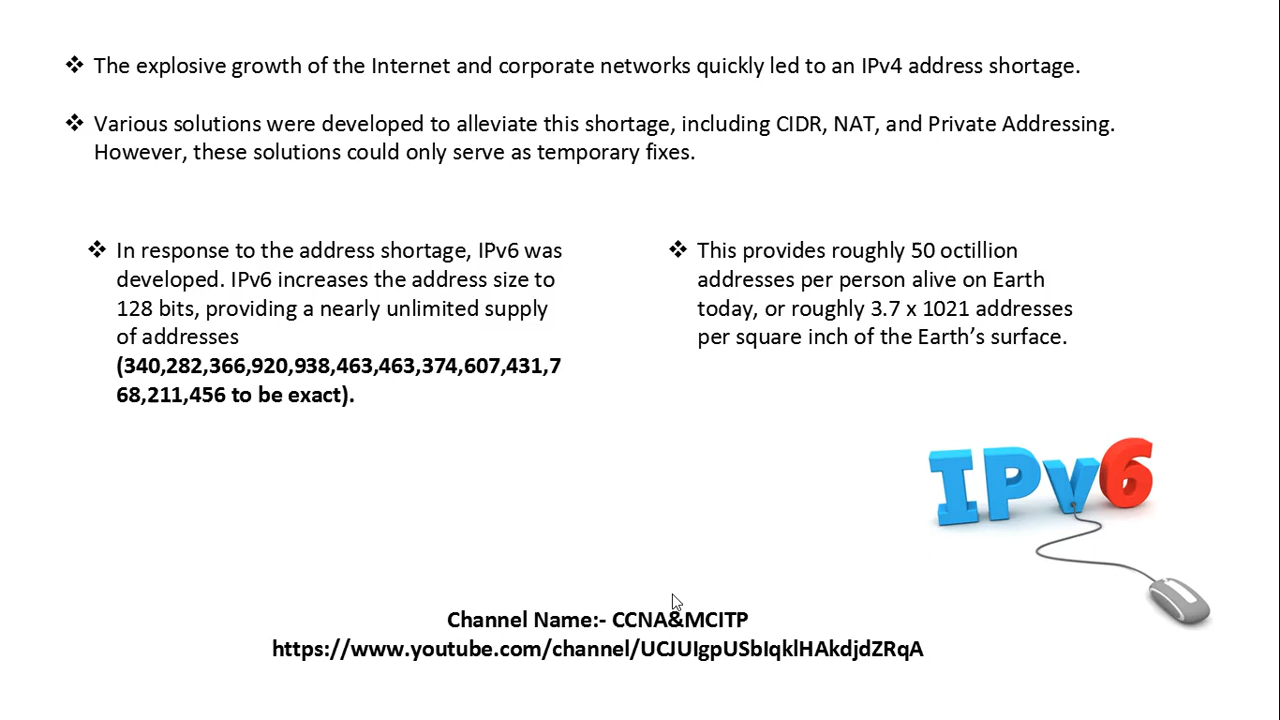 ❖ The explosive growth of the Internet and corporate networks quickly led to an IPv4 address shortage.
❖ Various solutions were developed to alleviate this shortage, including CIDR, NAT, and Private Addressing.
However, these solutions could only serve as temporary fixes.
❖ In response to the address shortage, IPv6 was
developed. IPv6 increases the address size to
128 bits, providing a nearly unlimited supply
of addresses
(340,282,366,920,938,463,463,374,607,431,7
68,211,456 to be exact).
❖ This provides roughly 50 octillion
addresses per person alive on Earth
today, or roughly 3.7 x 1021 addresses
per square inch of the Earth’s surface.
IPv6
Channel Name:- CCNA&MCITP
https://www.youtube.com/channel/UCJUIgpUSbIqklHAkdjdZRqA